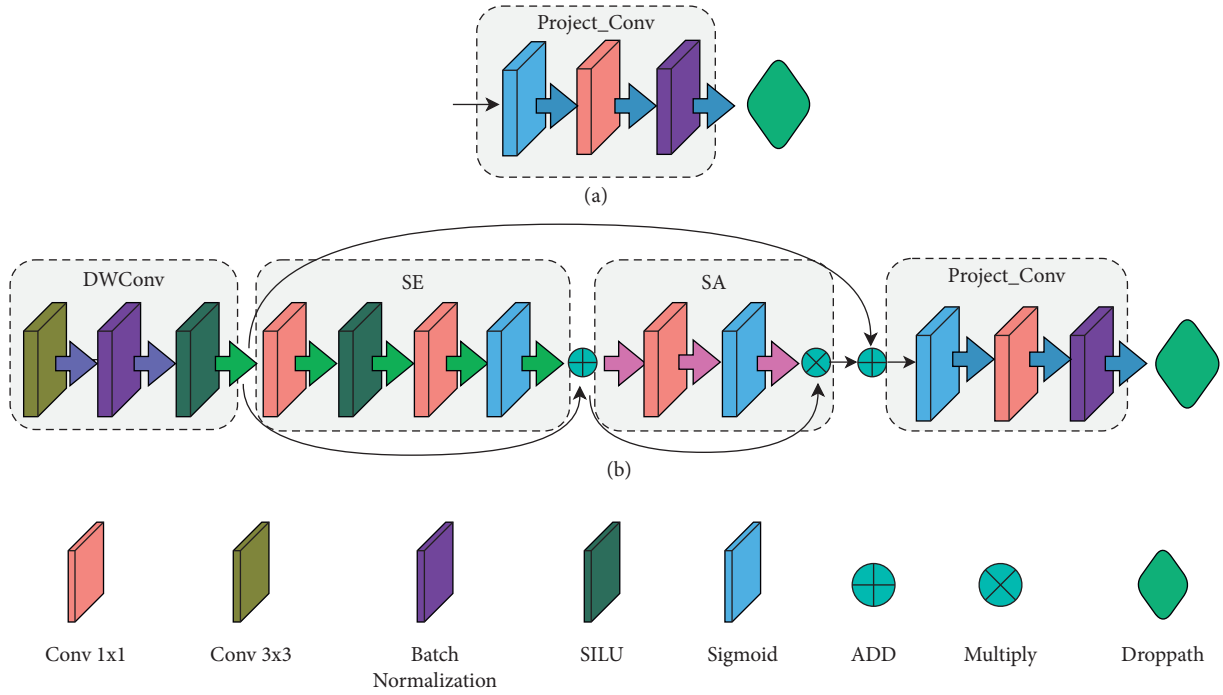 Project_Conv
(a)
DWConv
SE
SA
Project_Conv
(b)
Conv 1x1
Conv 3x3
Batch
Normalization
SILU
Sigmoid
ADD
Multiply
Droppath